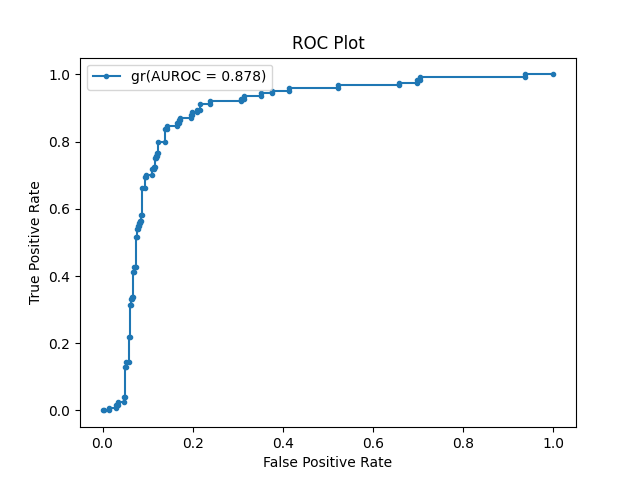 ROC Plot
gr(AUROC = 0.878)
True Positive Rate
1.0
0.8
0.6
0.4
0.2
0.0
0.0 0.2 0.4 0.6 0.8 1.0
False Positive Rate